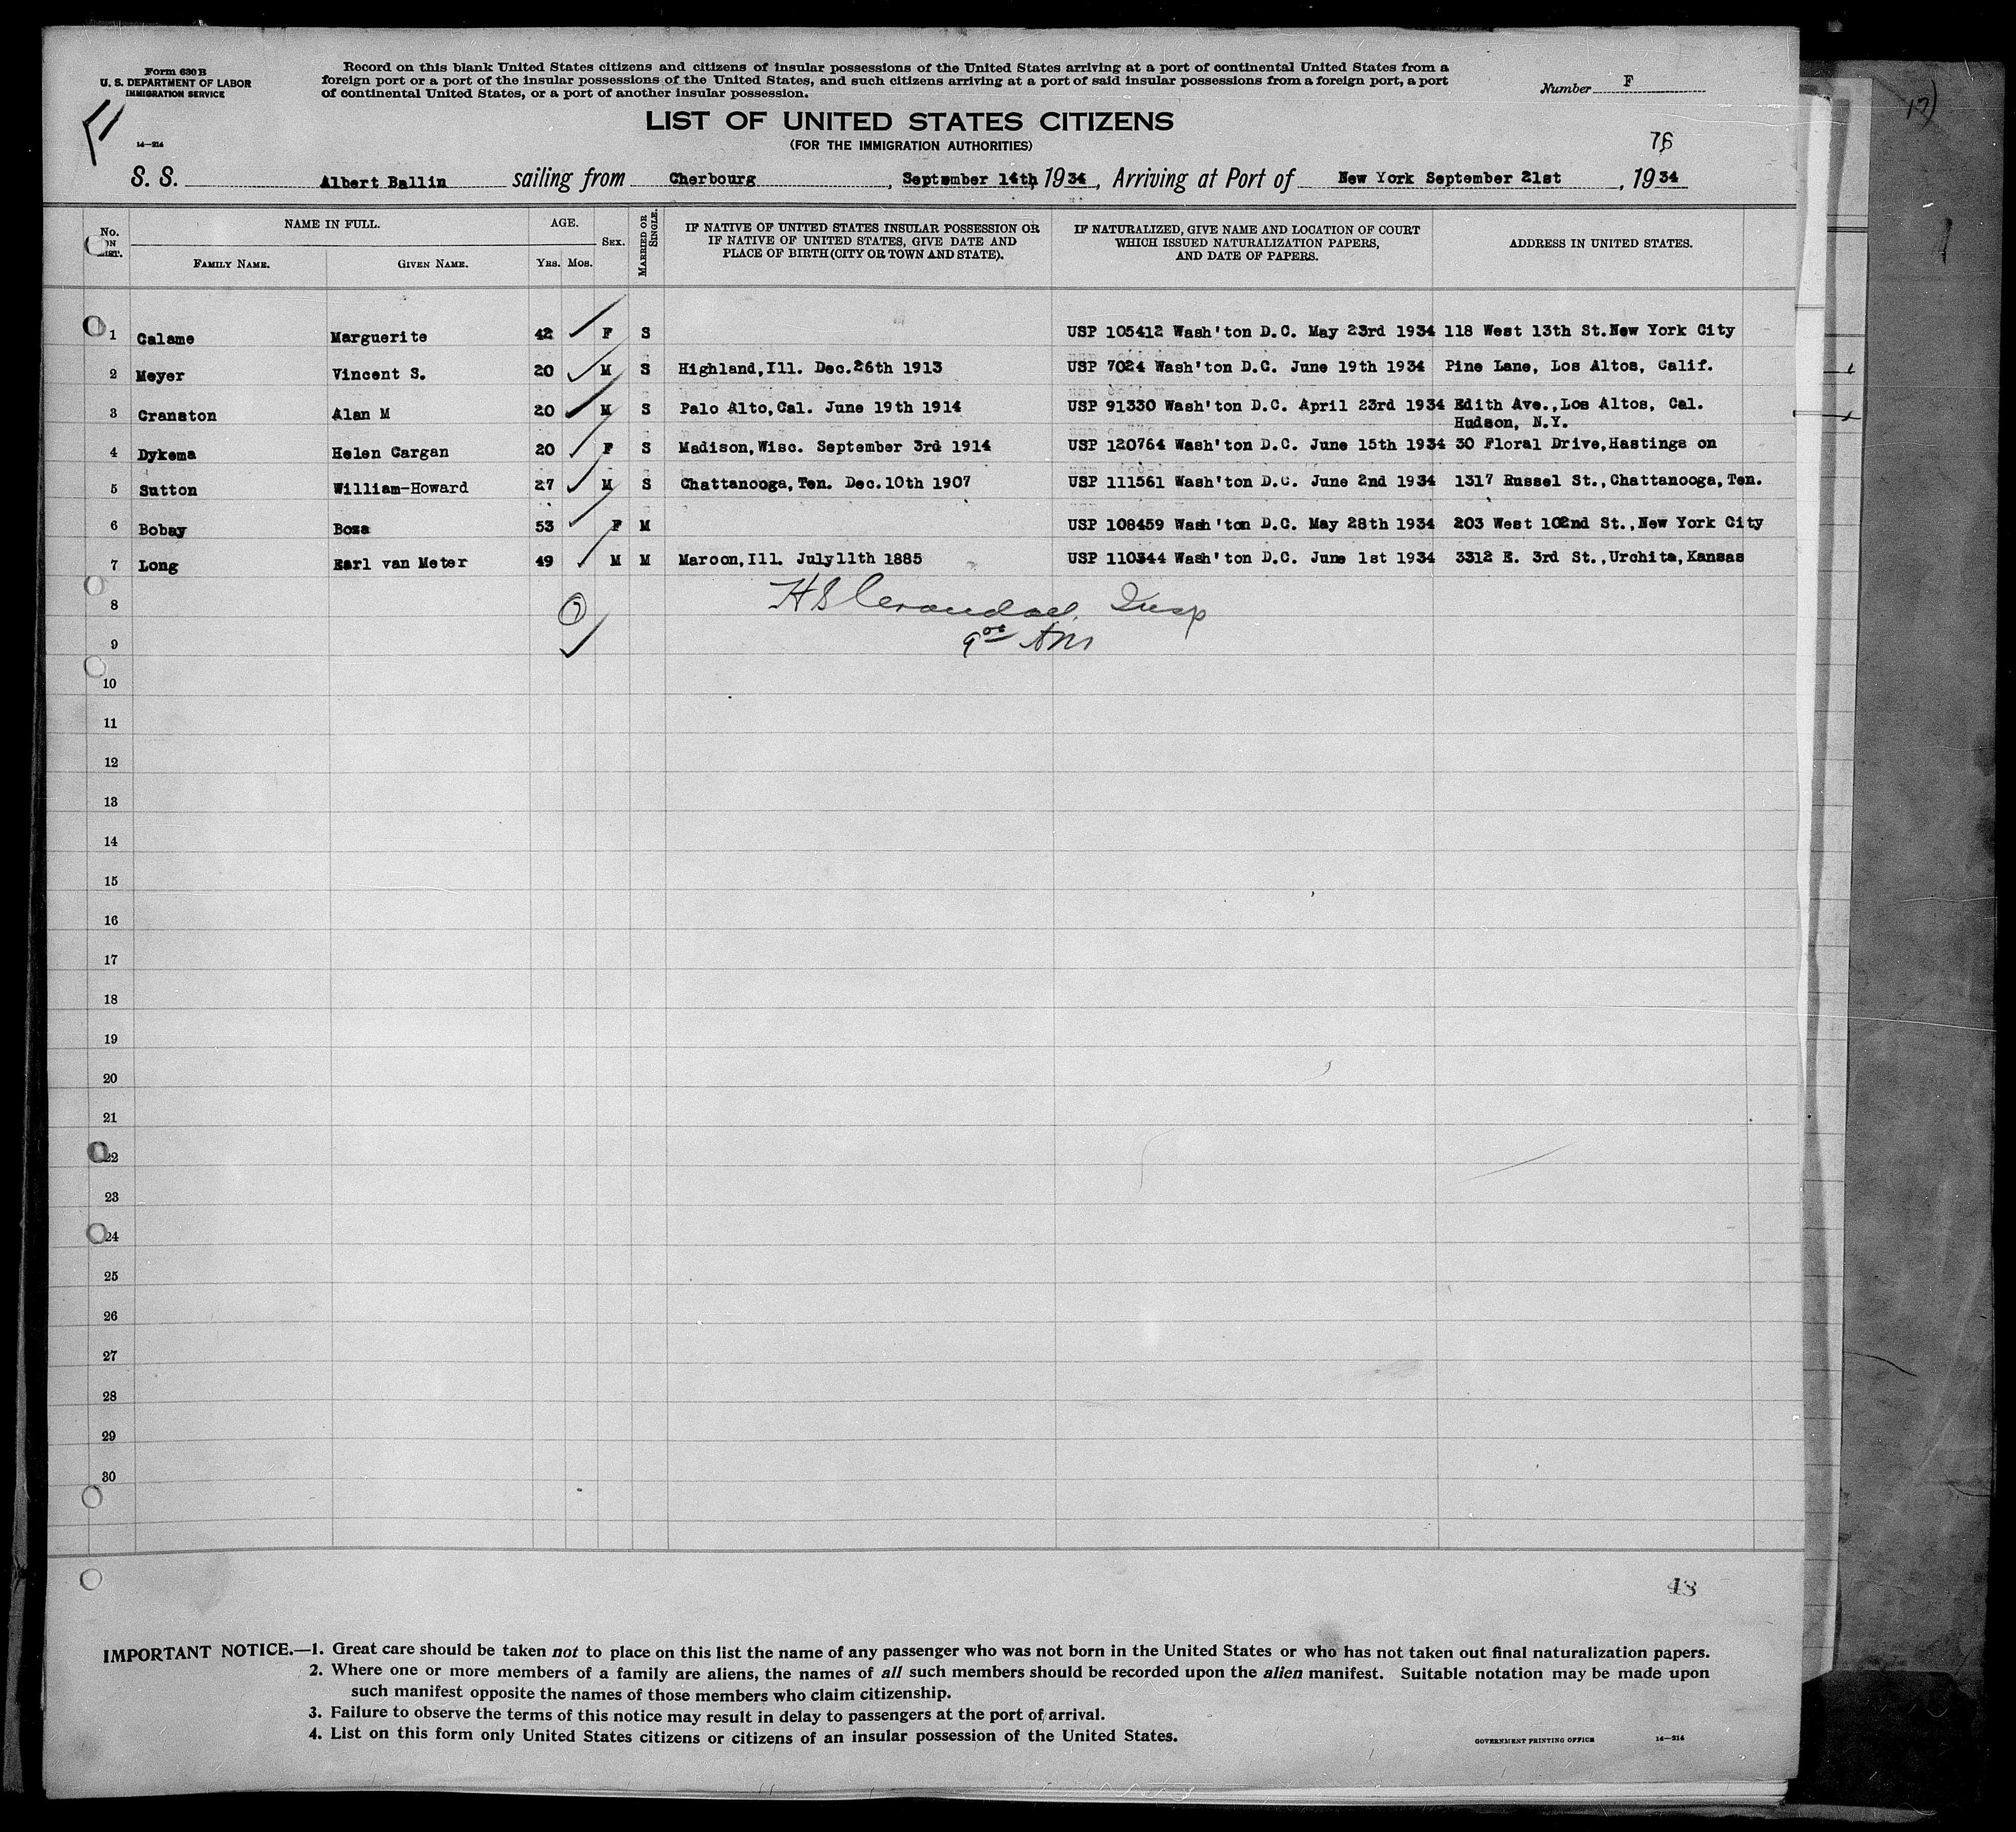 Form 630 B
U. S. DEPARTMENT OF LABOR
IMMIGRATION SERVICE
14—214
Record on this blank United States citizens and citizens of insular possessions of the United States arriving at a port of continental United States from a
foreign port or a port of the insular possessions of the United States, and such citizens arriving at a port of said insular possessions from a foreign port, a port
of continental United States, or a port of another insular possession.
Number F
LIST OF UNITED STATES CITIZENS
(FOR THE IMMIGRATION AUTHORITIES)
S. S. Albert Ballin sailing from Cherbourg, September 14th, 1934, Arriving at Port of New York September 21st, 1934
No. ON LIST. NAME IN FULL. FAMILY NAME. GIVEN NAME. AGE. YRS. MOS. SEX. MARRIED OR SINGLE. IF NATIVE OF UNITED STATES INSULAR POSSESSION OR IF NATIVE OF UNITED STATES, GIVE DATE AND PLACE OF BIRTH (CITY OR TOWN AND STATE). IF NATURALIZED, GIVE NAME AND LOCATION OF COURT WHICH ISSUED NATURALIZATION PAPERS, AND DATE OF PAPERS. ADDRESS IN UNITED STATES.
1 Calame Marguerite 42 F S USP 105412 Wash'ton D.C. May 23rd 1934 118 West 13th St.New York City
2 Meyer Vincent S. 20 M S Highland,Ill. Dec.26th 1913 USP 7024 Wash'ton D.C. June 19th 1934 Pine Lane, Los Altos, Calif.
3 Cranston Alan M 20 M S Palo Alto,Cal. June 19th 1914 USP 91330 Wash'ton D.C. April 23rd 1934 Edith Ave.,Los Altos, Cal.
Hudson, N.Y.
4 Dykema Helen Cargan 20 F S Madison,Wisc. September 3rd 1914 USP 120764 Wash'ton D.C. June 15th 1934 30 Floral Drive,Hastings on
5 Sutton William-Howard 27 M S Chattanooga,Ten. Dec.10th 1907 USP 111561 Wash'ton D.C. June 2nd 1934 1317 Russel St.,Chattanooga,Ten.
6 Bobay Boza 53 F M USP 108459 Wash'ton D.C. May 28th 1934 203 West 102nd St.,New York City
7 Long Earl van Meter 49 M M Maroon,Ill. July11th 1885 USP 110344 Wash'ton D.C. June 1st 1934 3312 E. 3rd St.,Urchita,Kansas
8 H S Crandall Insp
9 9 00 AM
10
11
12
13
14
15
16
17
18
19
20
21
22
23
24
25
26
27
28
29
30
48
IMPORTANT NOTICE.—1. Great care should be taken not to place on this list the name of any passenger who was not born in the United States or who has not taken out final naturalization papers.
2. Where one or more members of a family are aliens, the names of all such members should be recorded upon the alien manifest. Suitable notation may be made upon
such manifest opposite the names of those members who claim citizenship.
3. Failure to observe the terms of this notice may result in delay to passengers at the port of arrival.
4. List on this form only United States citizens or citizens of an insular possession of the United States.
GOVERNMENT PRINTING OFFICE 14—214